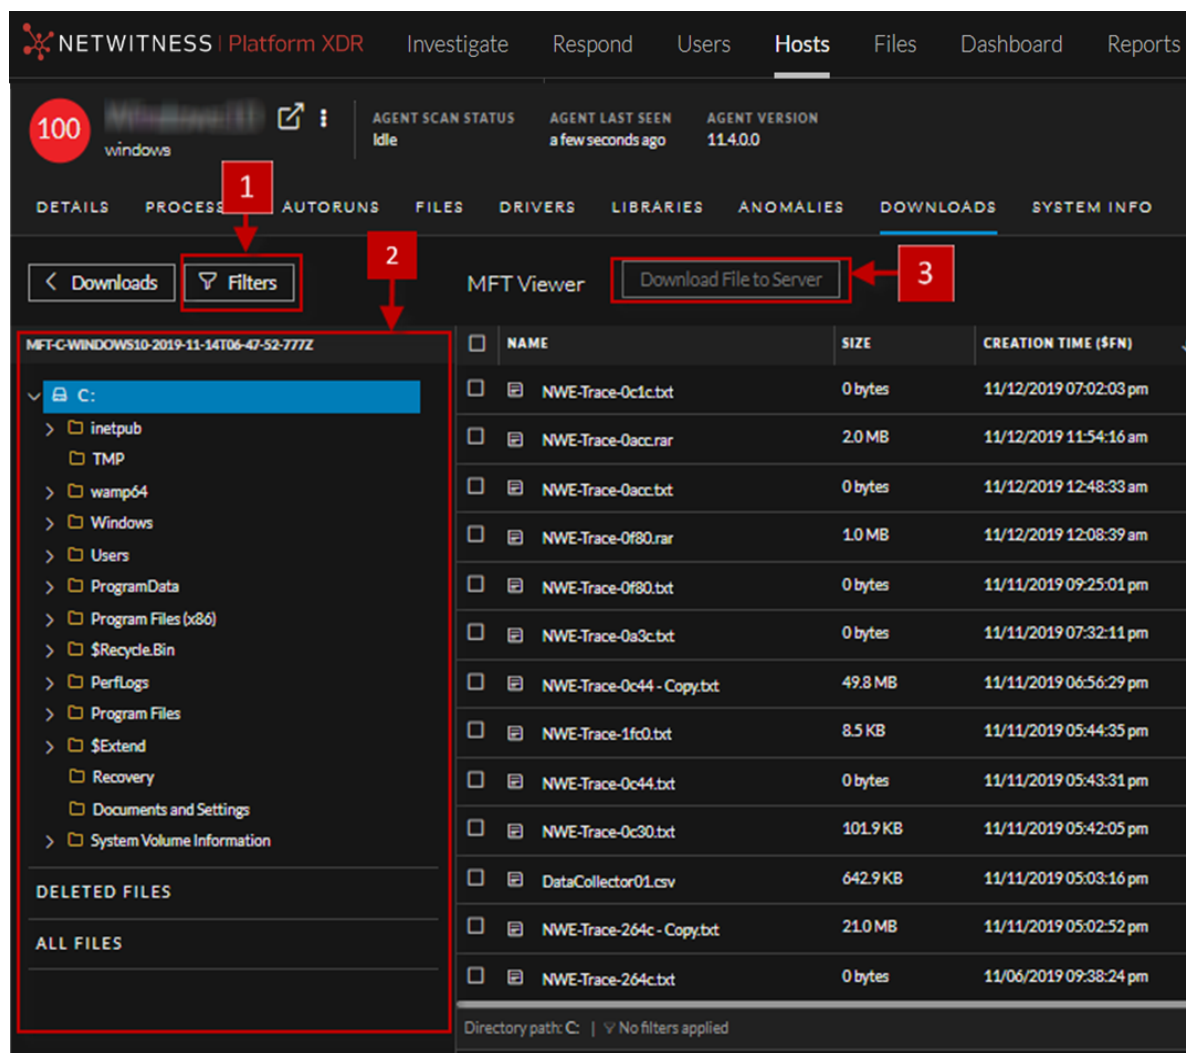 NETWITNESS | Platform XDR Investigate Respond Users Hosts Files Dashboard Reports
100 AGENT SCAN STATUS AGENT LAST SEEN AGENT VERSION
windows Idle a few seconds ago 11.4.0.0
1
DETAILS PROCESS AUTORUNS FILES DRIVERS LIBRARIES ANOMALIES DOWNLOADS SYSTEM INFO
2
Downloads Filters MFT Viewer Download File to Server 3
MFT-C-WINDOWS10-2019-11-14T06-47-52-777Z
C:
inetpub
TMP
wamp64
Windows
Users
ProgramData
Program Files (x86)
$Recycle.Bin
PerfLogs
Program Files
$Extend
Recovery
Documents and Settings
System Volume Information
DELETED FILES
ALL FILES
NAME SIZE CREATION TIME ($FN)
NWE-Trace-0c1c.txt 0 bytes 11/12/2019 07:02:03 pm
NWE-Trace-0acc.rar 2.0 MB 11/12/2019 11:54:16 am
NWE-Trace-0acc.txt 0 bytes 11/12/2019 12:48:33 am
NWE-Trace-0f80.rar 1.0 MB 11/12/2019 12:08:39 am
NWE-Trace-0f80.txt 0 bytes 11/11/2019 09:25:01 pm
NWE-Trace-0a3c.txt 0 bytes 11/11/2019 07:32:11 pm
NWE-Trace-0c44 - Copy.txt 49.8 MB 11/11/2019 06:56:29 pm
NWE-Trace-1fc0.txt 8.5 KB 11/11/2019 05:44:35 pm
NWE-Trace-0c44.txt 0 bytes 11/11/2019 05:43:31 pm
NWE-Trace-0c30.txt 101.9 KB 11/11/2019 05:42:05 pm
DataCollector01.csv 642.9 KB 11/11/2019 05:03:16 pm
NWE-Trace-264c - Copy.txt 21.0 MB 11/11/2019 05:02:52 pm
NWE-Trace-264c.txt 0 bytes 11/06/2019 09:38:24 pm
Directory path: C: | No filters applied